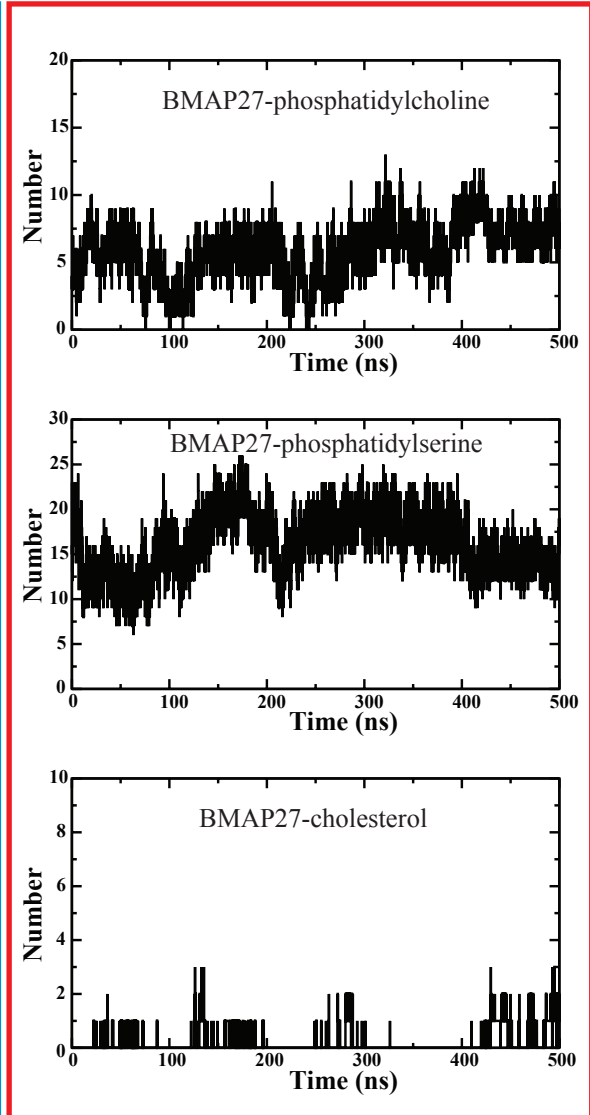 BMAP27-phosphatidylcholine
Number
20
15
10
5
0
0 100 200 300 400 500
Time (ns)
BMAP27-phosphatidylserine
Number
30
25
20
15
10
5
0
0 100 200 300 400 500
Time (ns)
BMAP27-cholesterol
Number
10
8
6
4
2
0
0 100 200 300 400 500
Time (ns)